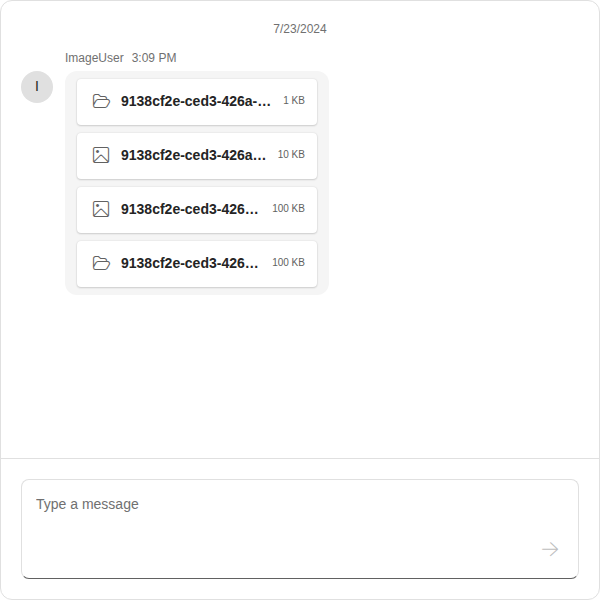 7/23/2024
ImageUser 3:09 PM
I
9138cf2e-ced3-426a-... 1 KB
9138cf2e-ced3-426a... 10 KB
9138cf2e-ced3-426... 100 KB
9138cf2e-ced3-426... 100 KB
Type a message